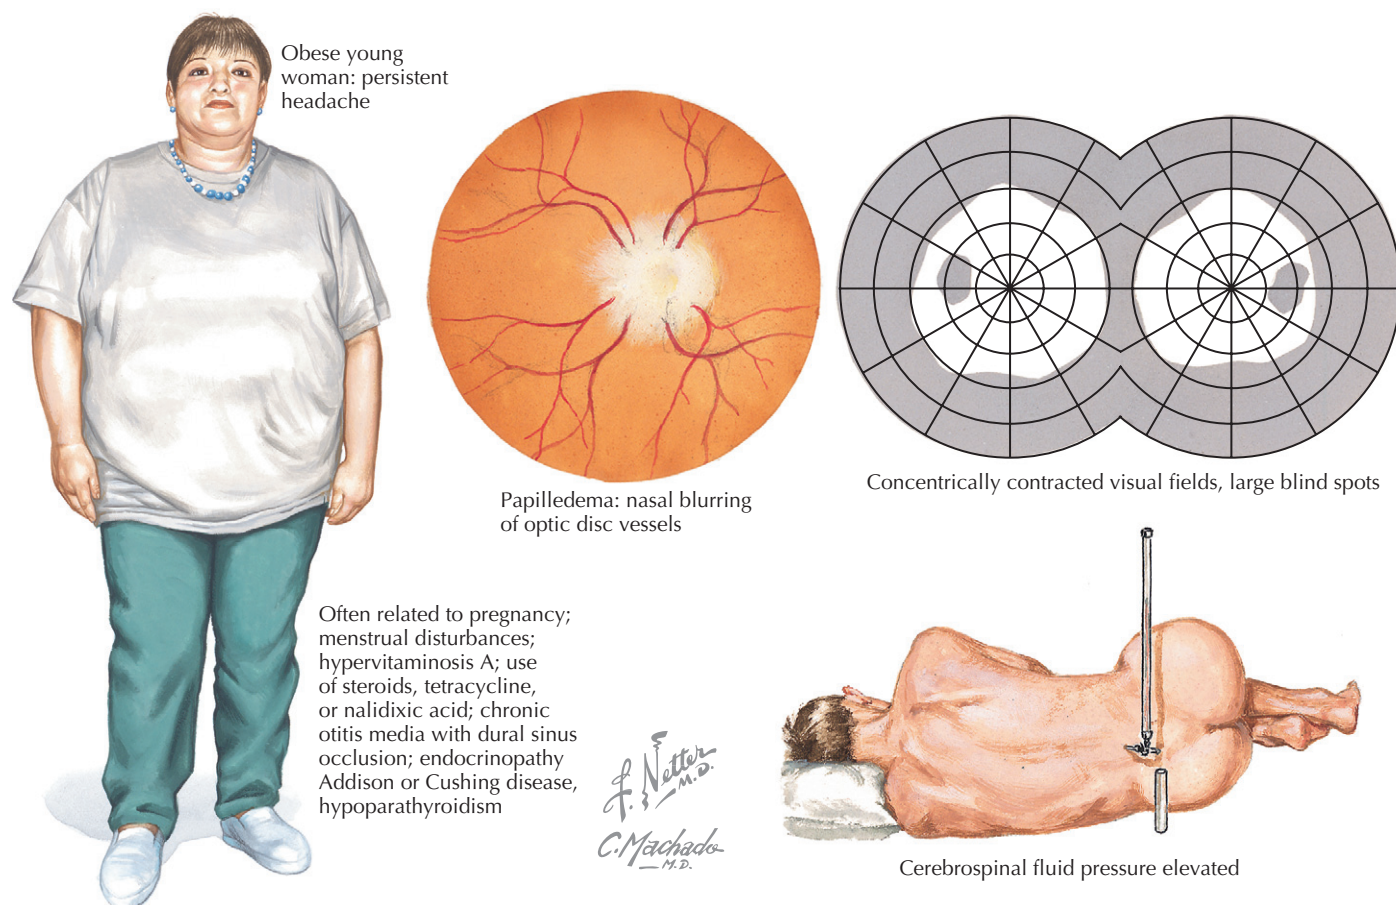 Obese young
woman: persistent
headache
Papilledema: nasal blurring
of optic disc vessels
Concentrically contracted visual fields, large blind spots
Often related to pregnancy;
menstrual disturbances;
hypervitaminosis A; use
of steroids, tetracycline,
or nalidixic acid; chronic
otitis media with dural sinus
occlusion; endocrinopathy
Addison or Cushing disease,
hypoparathyroidism
F. Netter
M.D.
C. Machado
M.D.
Cerebrospinal fluid pressure elevated